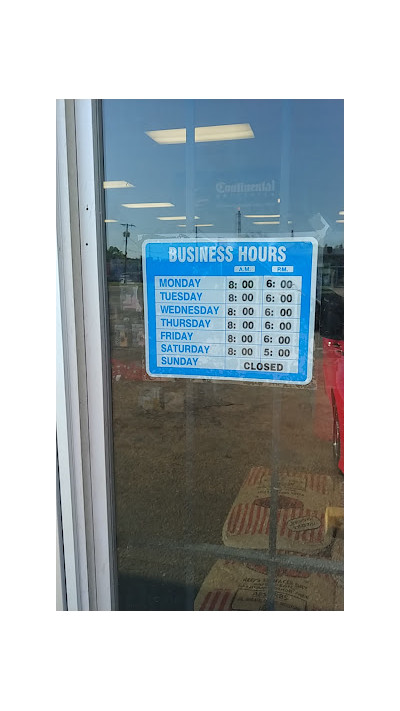 Continental
BUSINESS HOURS
A.M. P.M.
MONDAY 8: 00 6: 00
TUESDAY 8: 00 6: 00
WEDNESDAY 8: 00 6: 00
THURSDAY 8: 00 6: 00
FRIDAY 8: 00 6: 00
SATURDAY 8: 00 5: 00
SUNDAY CLOSED